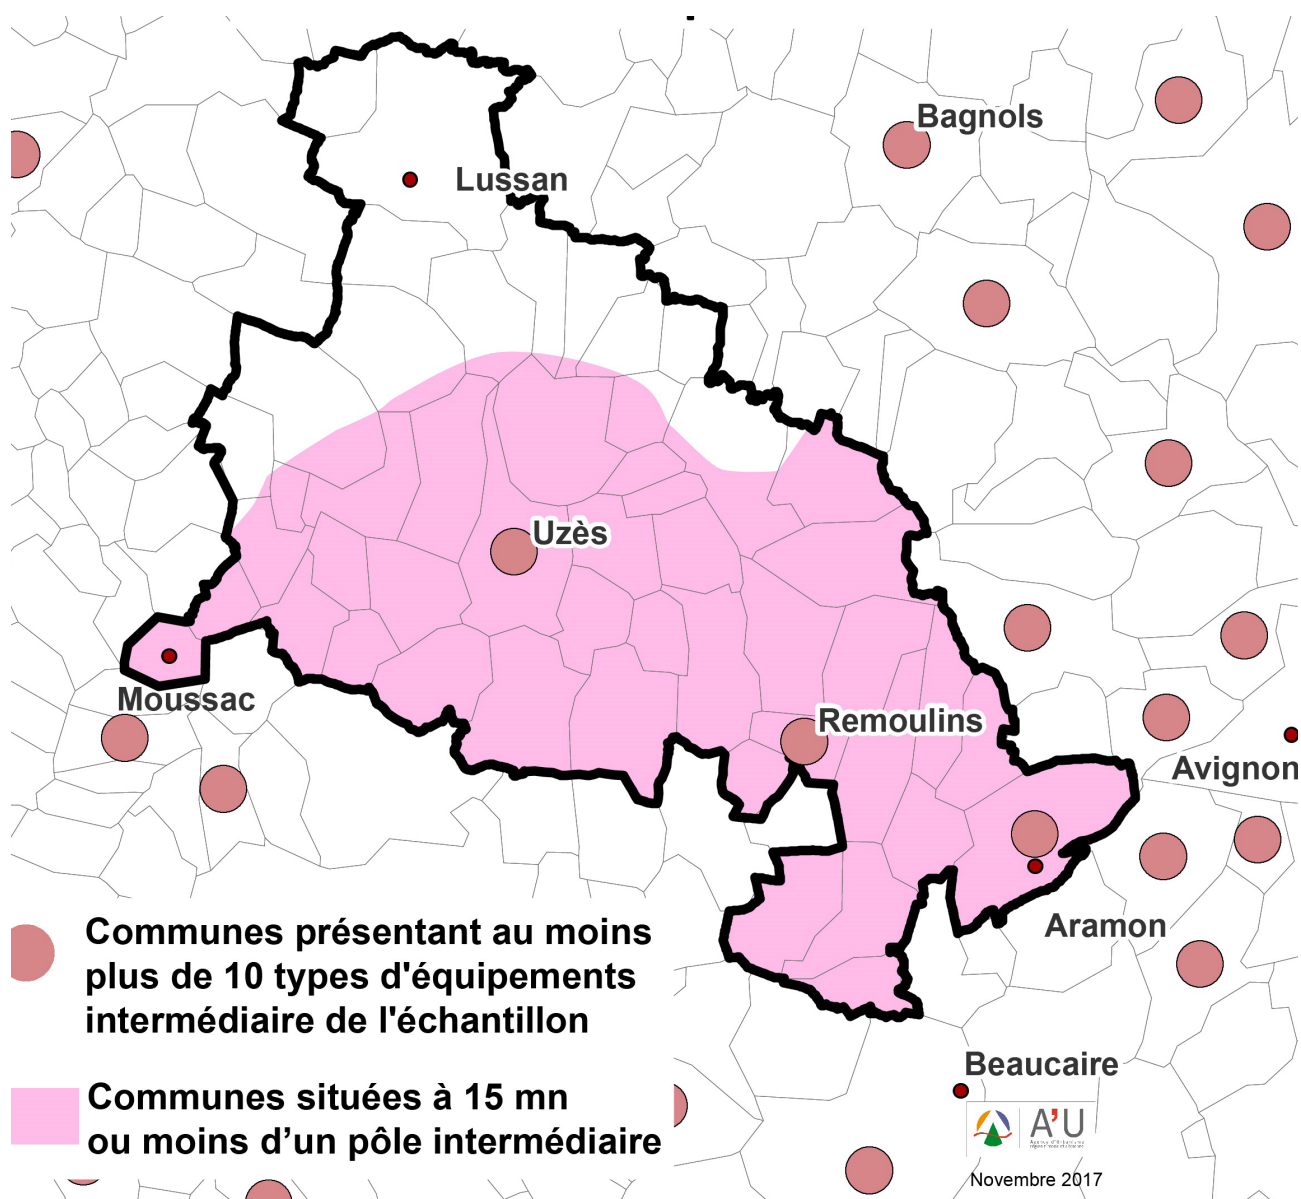 Bagnols
Lussan
Uzès
Moussac
Remoulins
Avignon
Aramon
Communes présentant au moins
plus de 10 types d'équipements
intermédiaire de l'échantillon
Beaucaire
Communes situées à 15 mn
ou moins d’un pôle intermédiaire
A'U
Novembre 2017